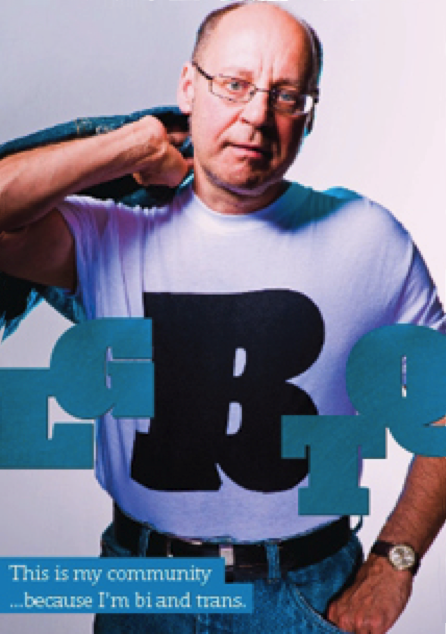 LGBTQ
This is my community
...because I'm bi and trans.